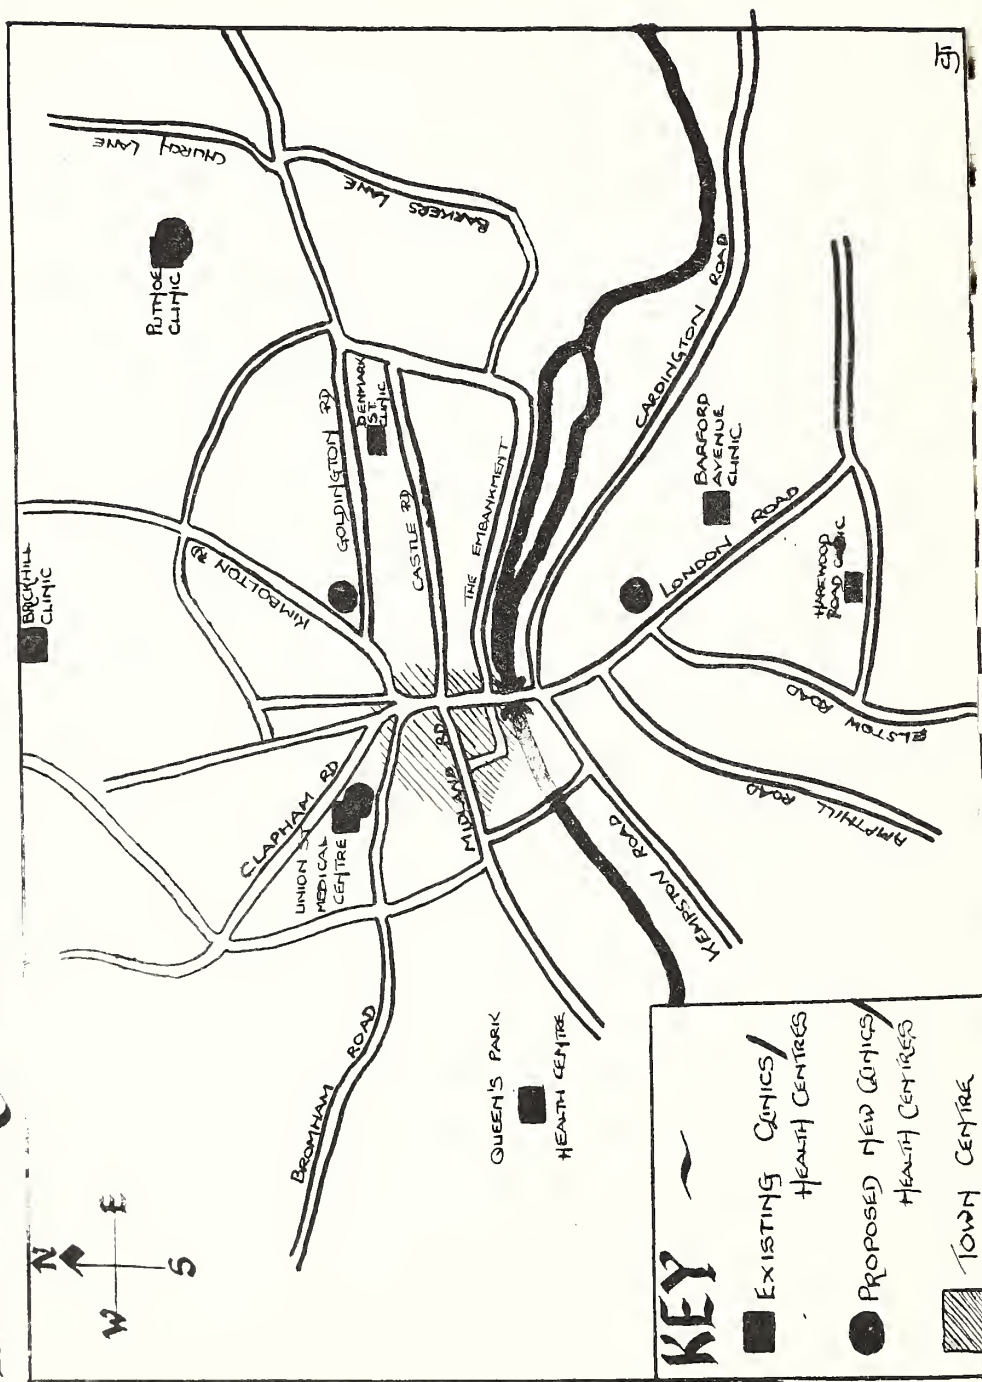 N
W E
S
BRICKHILL
CLINIC
CHURCH LANE
PUTNOE
CLINIC
BARKERS LANE
KIMBOLTON RD
GOLDINGTON RD
DENMARK
ST.
CLINIC
CLAPHAM RD
UNION ST
MEDICAL
CENTRE
CASTLE RD
BROMHAM ROAD
MIDLAND RD
THE EMBANKMENT
QUEEN'S PARK
HEALTH CENTRE
CARDINGTON ROAD
BARFORD
AVENUE
CLINIC
LONDON ROAD
KEMPSTON ROAD
AMPTHILL ROAD
ELSTOW ROAD
HAREWOOD
ROAD CLINIC
KEY ~
EXISTING CLINICS/
HEALTH CENTRES
PROPOSED NEW CLINICS/
HEALTH CENTRES
TOWN CENTRE